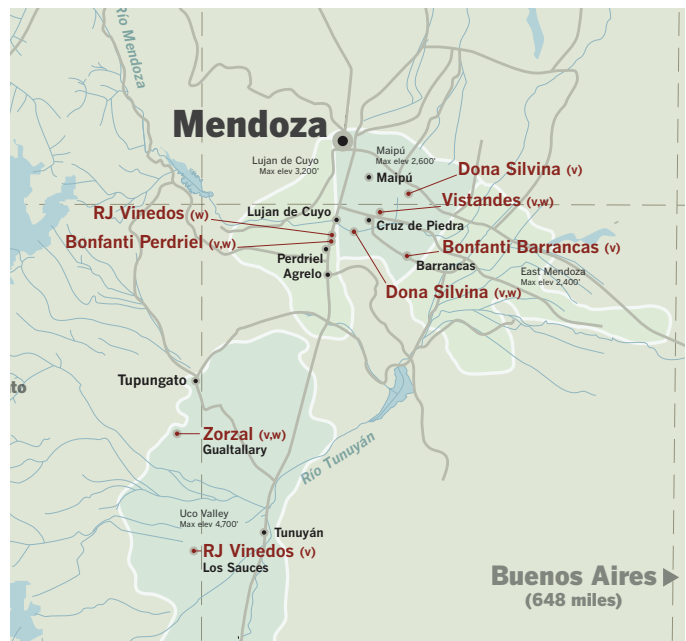 Río Mendoza
Mendoza
Lujan de Cuyo
Max elev 3,200'
Maipú
Max elev 2,600'
Maipú
Dona Silvina (v)
Vistandes (v,w)
RJ Vinedos (w)
Lujan de Cuyo
Cruz de Piedra
Bonfanti Perdriel (v,w)
Bonfanti Barrancas (v)
Perdriel
Barrancas
Agrelo
East Mendoza
Max elev 2,400'
Dona Silvina (v,w)
Tupungato
to
Zorzal (v,w)
Gualtallary
Río Tunuyán
Uco Valley
Max elev 4,700'
Tunuyán
RJ Vinedos (v)
Los Sauces
Buenos Aires
(648 miles)